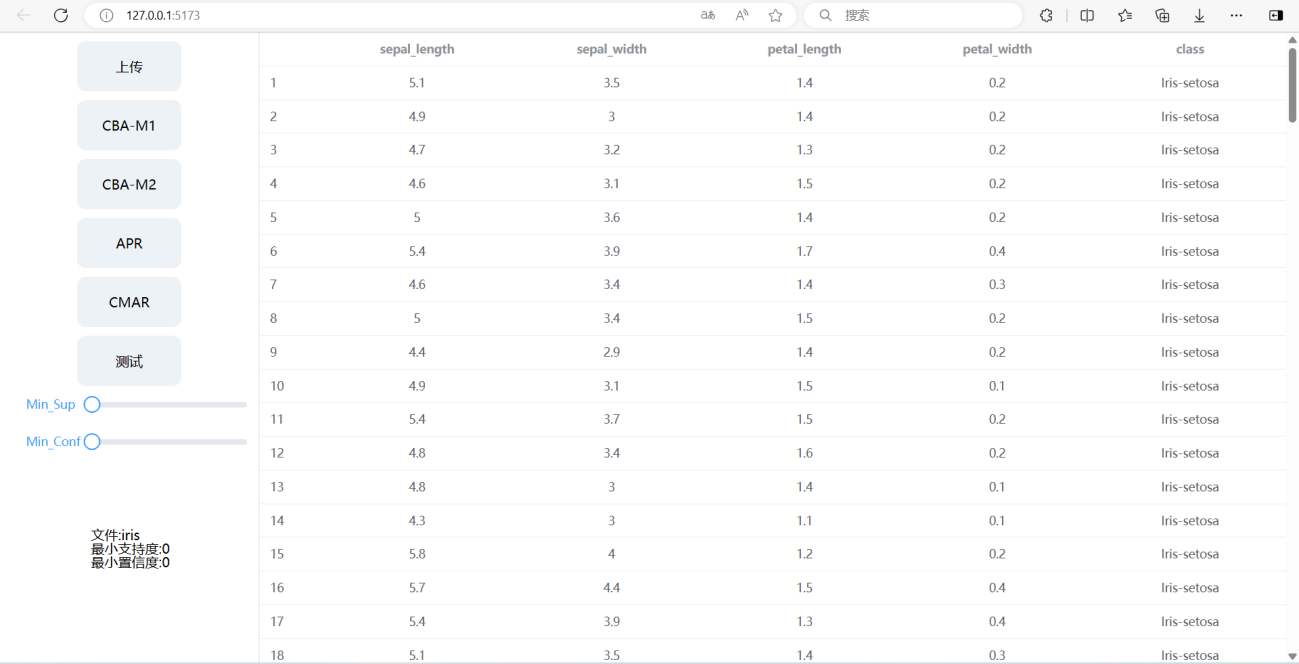 127.0.0.1:5173
搜索
上传
CBA-M1
CBA-M2
APR
CMAR
测试
Min_Sup
Min_Conf
文件:iris
最小支持度:0
最小置信度:0
sepal_length sepal_width petal_length petal_width class
1 5.1 3.5 1.4 0.2 Iris-setosa
2 4.9 3 1.4 0.2 Iris-setosa
3 4.7 3.2 1.3 0.2 Iris-setosa
4 4.6 3.1 1.5 0.2 Iris-setosa
5 5 3.6 1.4 0.2 Iris-setosa
6 5.4 3.9 1.7 0.4 Iris-setosa
7 4.6 3.4 1.4 0.3 Iris-setosa
8 5 3.4 1.5 0.2 Iris-setosa
9 4.4 2.9 1.4 0.2 Iris-setosa
10 4.9 3.1 1.5 0.1 Iris-setosa
11 5.4 3.7 1.5 0.2 Iris-setosa
12 4.8 3.4 1.6 0.2 Iris-setosa
13 4.8 3 1.4 0.1 Iris-setosa
14 4.3 3 1.1 0.1 Iris-setosa
15 5.8 4 1.2 0.2 Iris-setosa
16 5.7 4.4 1.5 0.4 Iris-setosa
17 5.4 3.9 1.3 0.4 Iris-setosa
18 5.1 3.5 1.4 0.3 Iris-setosa